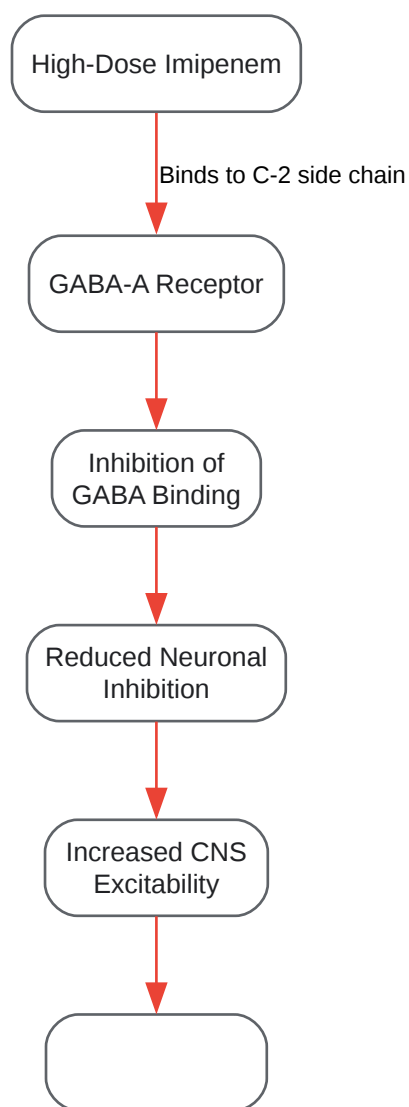 High-Dose Imipenem
Binds to C-2 side chain
GABA-A Receptor
Inhibition of
GABA Binding
Reduced Neuronal
Inhibition
Increased CNS
Excitability